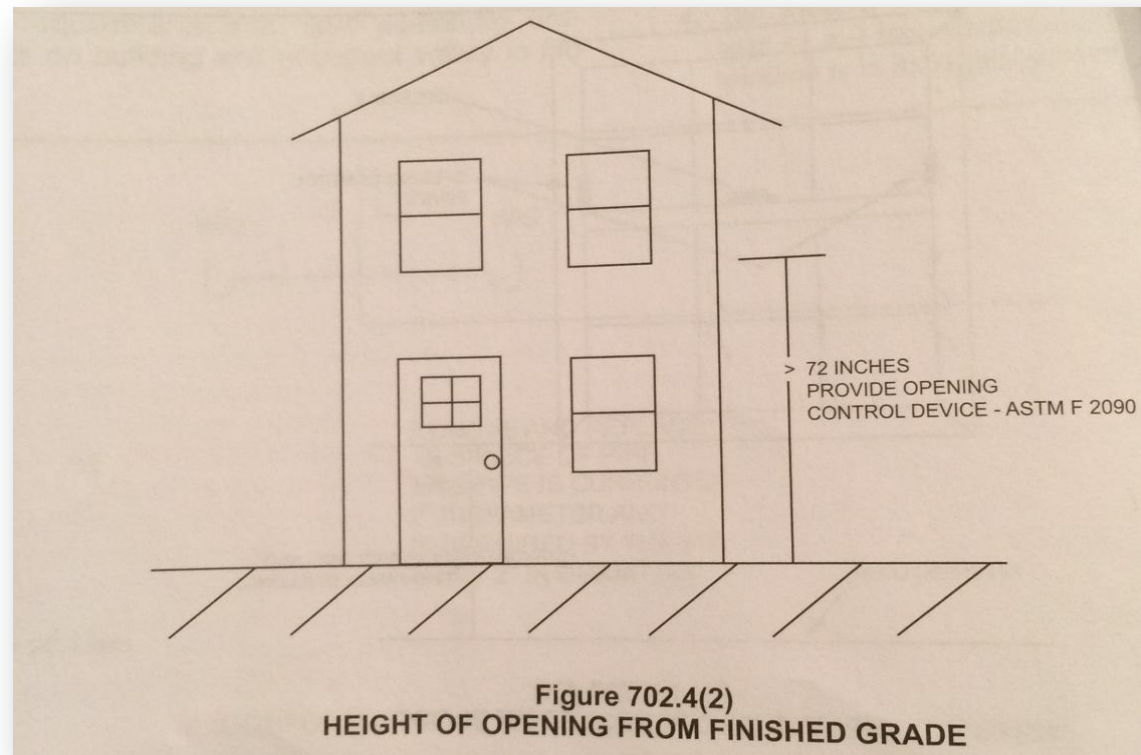 > 72 INCHES
PROVIDE OPENING
CONTROL DEVICE - ASTM F 2090
Figure 702.4(2)
HEIGHT OF OPENING FROM FINISHED GRADE